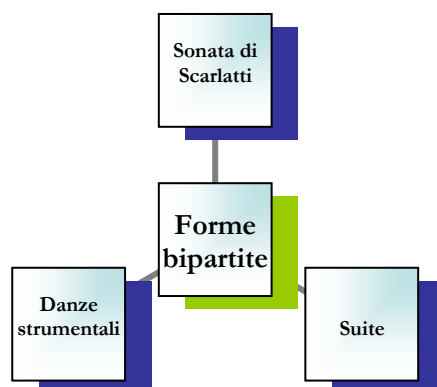 Sonata di
Scarlatti
Forme
bipartite
Danze
strumentali
Suite